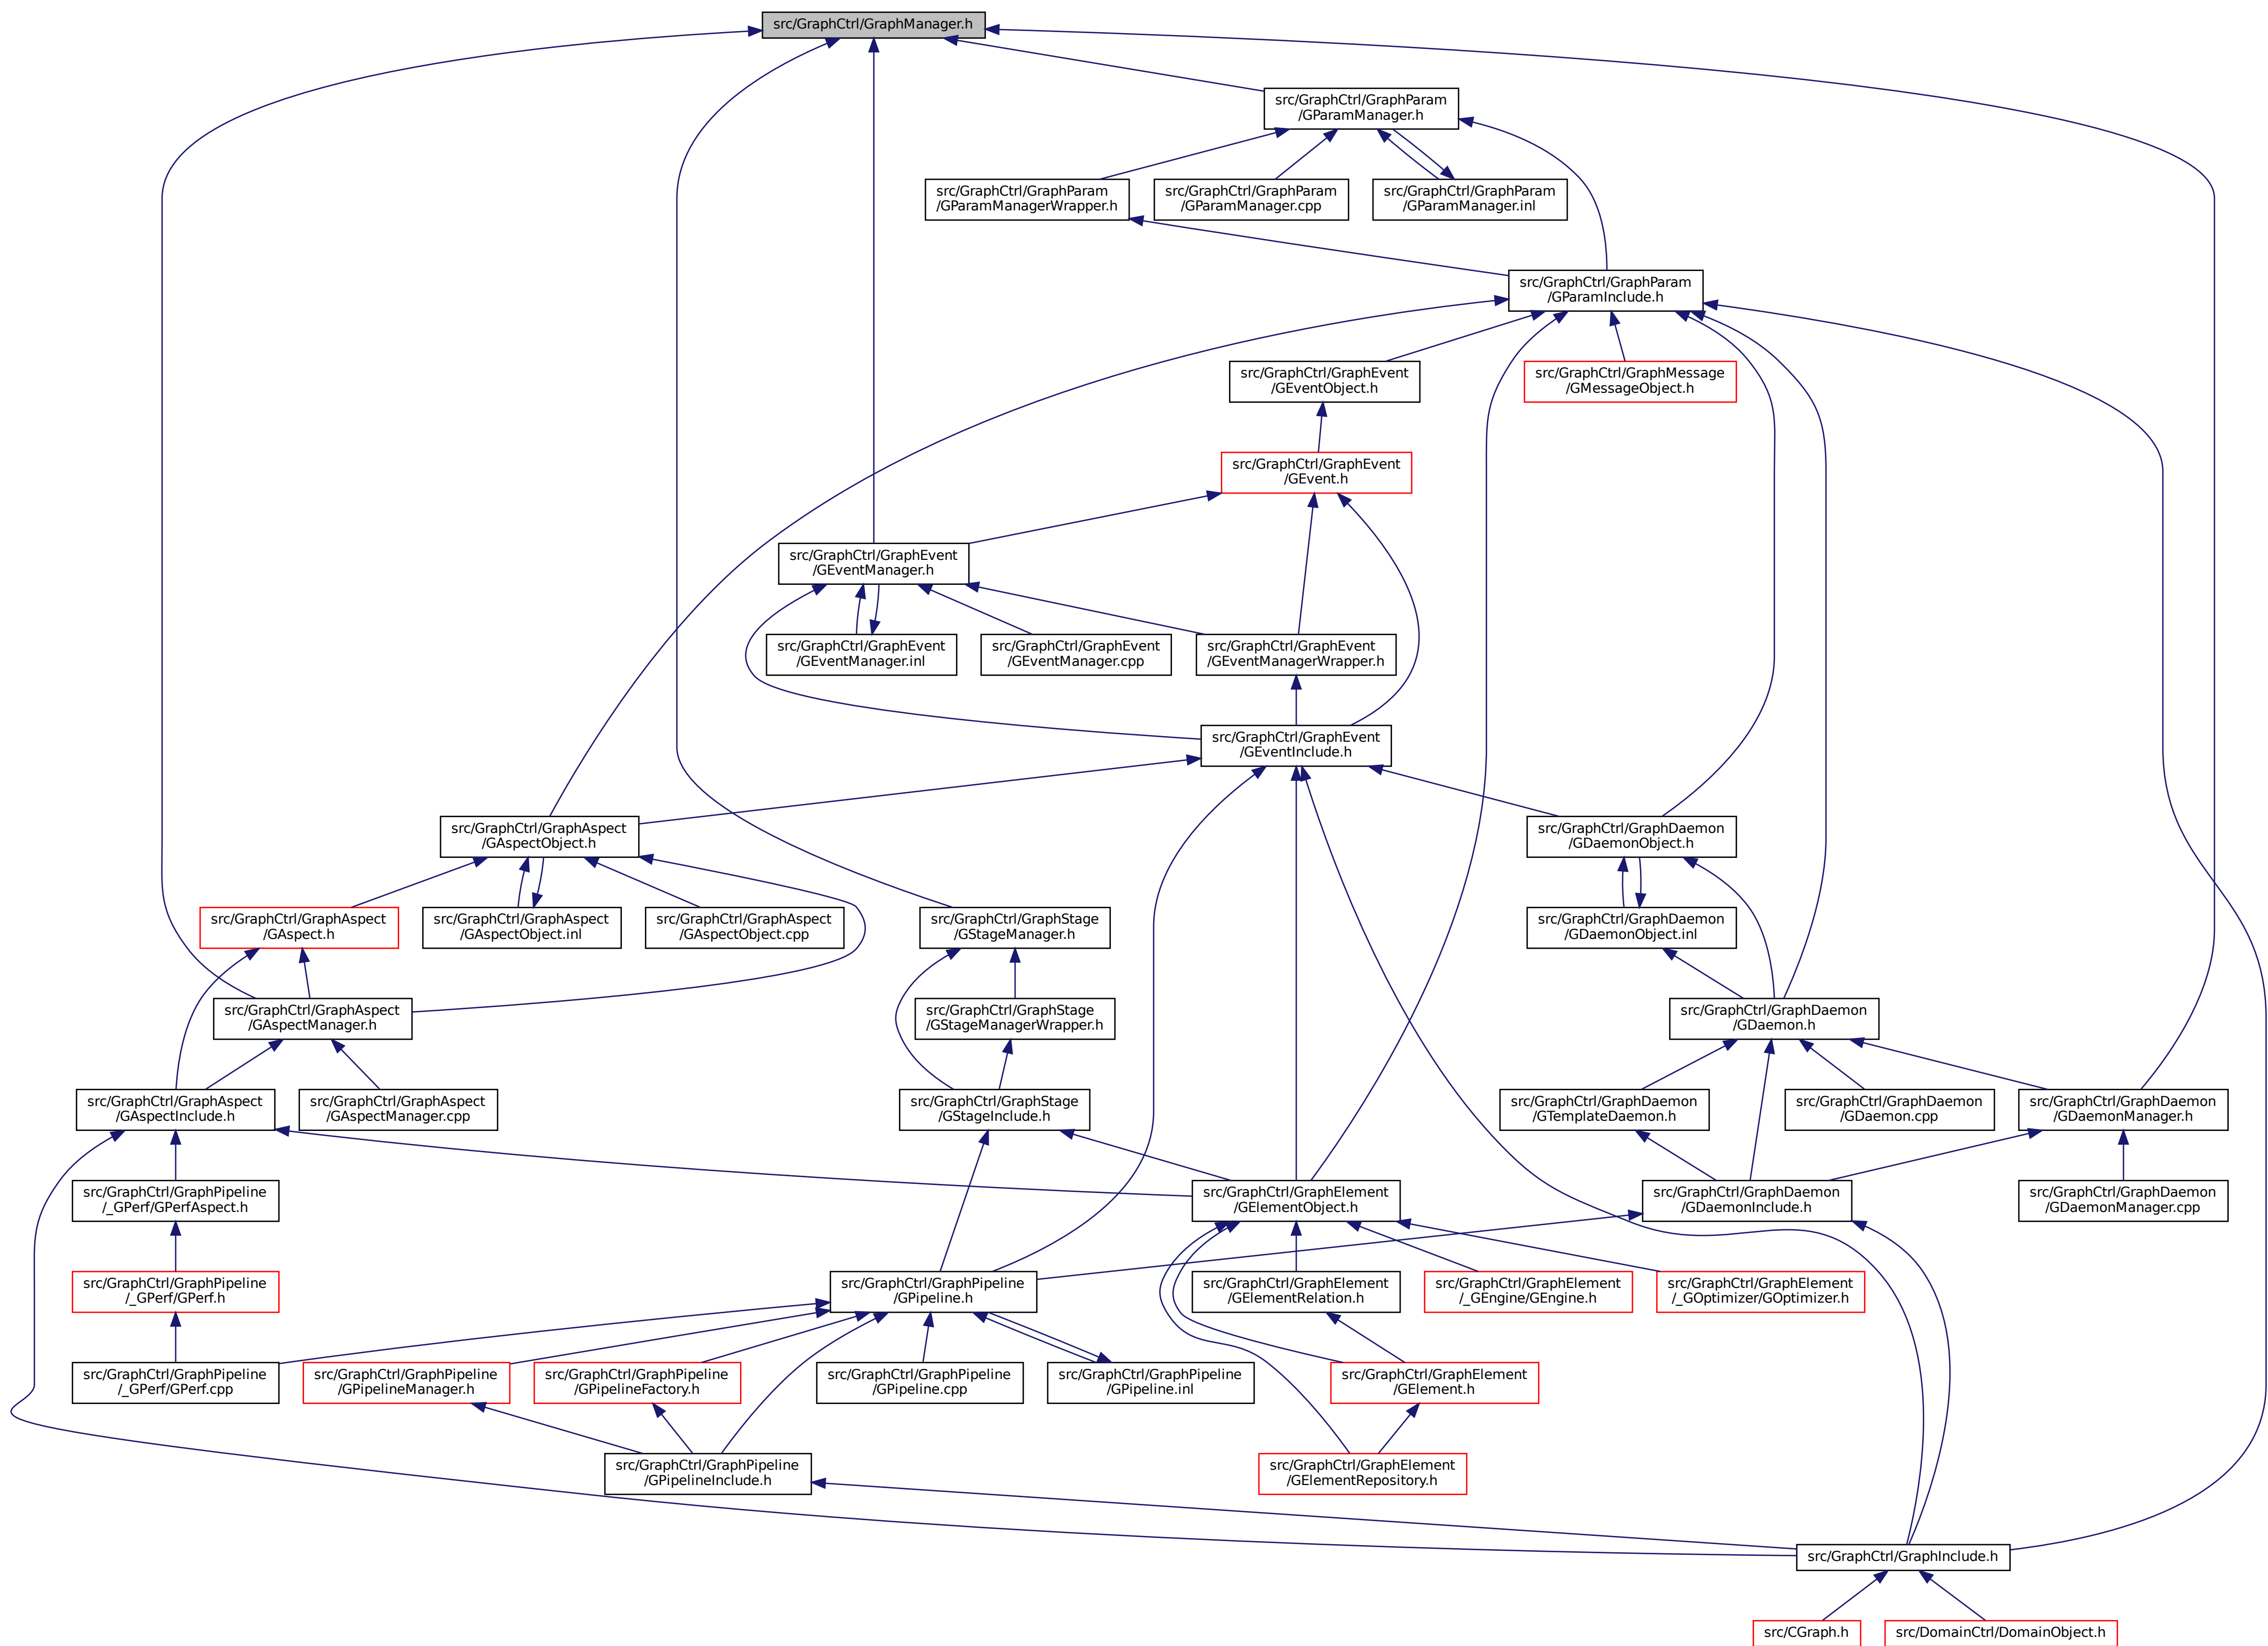 src/GraphCtrl/GraphManager.h
src/GraphCtrl/GraphParam
/GParamManager.h
src/GraphCtrl/GraphParam
/GParamManagerWrapper.h
src/GraphCtrl/GraphParam
/GParamManager.cpp
src/GraphCtrl/GraphParam
/GParamManager.inl
src/GraphCtrl/GraphParam
/GParamInclude.h
src/GraphCtrl/GraphEvent
/GEventObject.h
src/GraphCtrl/GraphMessage
/GMessageObject.h
src/GraphCtrl/GraphEvent
/GEvent.h
src/GraphCtrl/GraphEvent
/GEventManager.h
src/GraphCtrl/GraphEvent
/GEventManager.inl
src/GraphCtrl/GraphEvent
/GEventManager.cpp
src/GraphCtrl/GraphEvent
/GEventManagerWrapper.h
src/GraphCtrl/GraphEvent
/GEventInclude.h
src/GraphCtrl/GraphAspect
/GAspectObject.h
src/GraphCtrl/GraphDaemon
/GDaemonObject.h
src/GraphCtrl/GraphAspect
/GAspect.h
src/GraphCtrl/GraphAspect
/GAspectObject.inl
src/GraphCtrl/GraphAspect
/GAspectObject.cpp
src/GraphCtrl/GraphStage
/GStageManager.h
src/GraphCtrl/GraphDaemon
/GDaemonObject.inl
src/GraphCtrl/GraphAspect
/GAspectManager.h
src/GraphCtrl/GraphStage
/GStageManagerWrapper.h
src/GraphCtrl/GraphDaemon
/GDaemon.h
src/GraphCtrl/GraphAspect
/GAspectInclude.h
src/GraphCtrl/GraphAspect
/GAspectManager.cpp
src/GraphCtrl/GraphStage
/GStageInclude.h
src/GraphCtrl/GraphDaemon
/GTemplateDaemon.h
src/GraphCtrl/GraphDaemon
/GDaemon.cpp
src/GraphCtrl/GraphDaemon
/GDaemonManager.h
src/GraphCtrl/GraphPipeline
/_GPerf/GPerfAspect.h
src/GraphCtrl/GraphElement
/GElementObject.h
src/GraphCtrl/GraphDaemon
/GDaemonInclude.h
src/GraphCtrl/GraphDaemon
/GDaemonManager.cpp
src/GraphCtrl/GraphPipeline
/_GPerf/GPerf.h
src/GraphCtrl/GraphPipeline
/GPipeline.h
src/GraphCtrl/GraphElement
/GElementRelation.h
src/GraphCtrl/GraphElement
/_GEngine/GEngine.h
src/GraphCtrl/GraphElement
/_GOptimizer/GOptimizer.h
src/GraphCtrl/GraphPipeline
/_GPerf/GPerf.cpp
src/GraphCtrl/GraphPipeline
/GPipelineManager.h
src/GraphCtrl/GraphPipeline
/GPipelineFactory.h
src/GraphCtrl/GraphPipeline
/GPipeline.cpp
src/GraphCtrl/GraphPipeline
/GPipeline.inl
src/GraphCtrl/GraphElement
/GElement.h
src/GraphCtrl/GraphPipeline
/GPipelineInclude.h
src/GraphCtrl/GraphElement
/GElementRepository.h
src/GraphCtrl/GraphInclude.h
src/CGraph.h
src/DomainCtrl/DomainObject.h